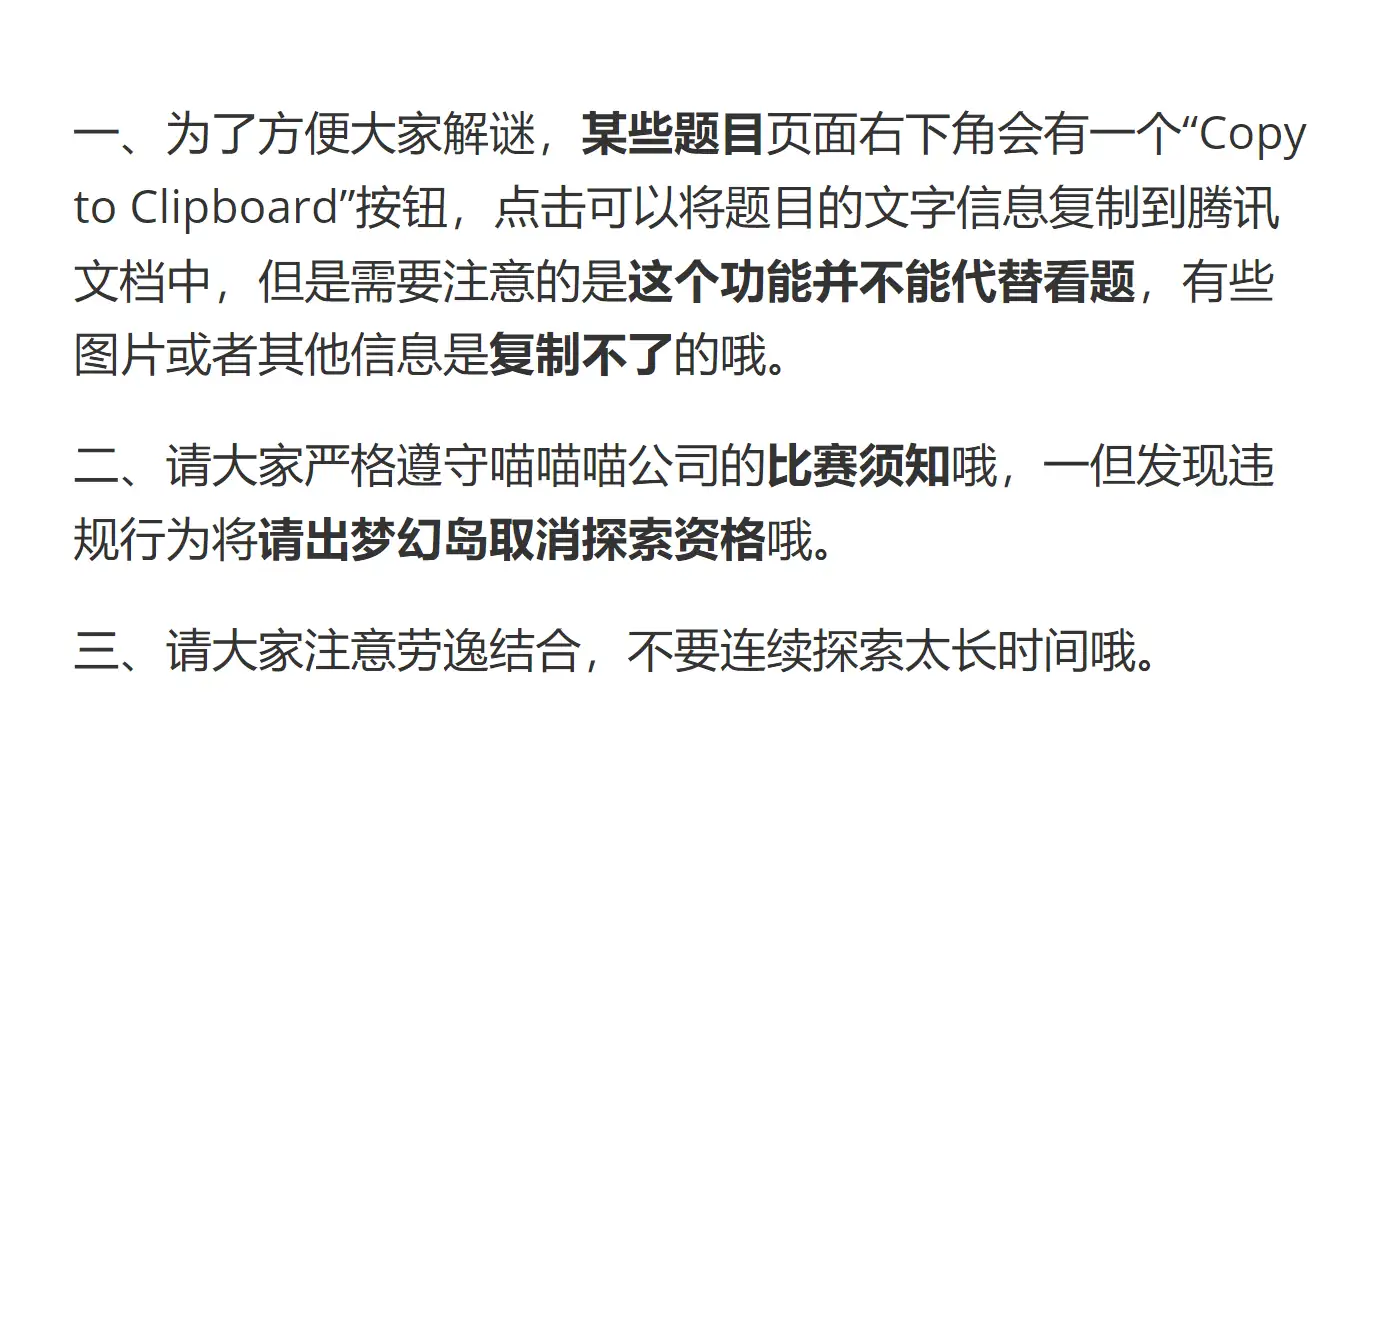 一、为了方便大家解谜，某些题目页面右下角会有一个“Copy
to Clipboard”按钮，点击可以将题目的文字信息复制到腾讯
文档中，但是需要注意的是这个功能并不能代替看题，有些
图片或者其他信息是复制不了的哦。
二、请大家严格遵守喵喵喵公司的比赛须知哦，一但发现违
规行为将请出梦幻岛取消探索资格哦。
三、请大家注意劳逸结合，不要连续探索太长时间哦。